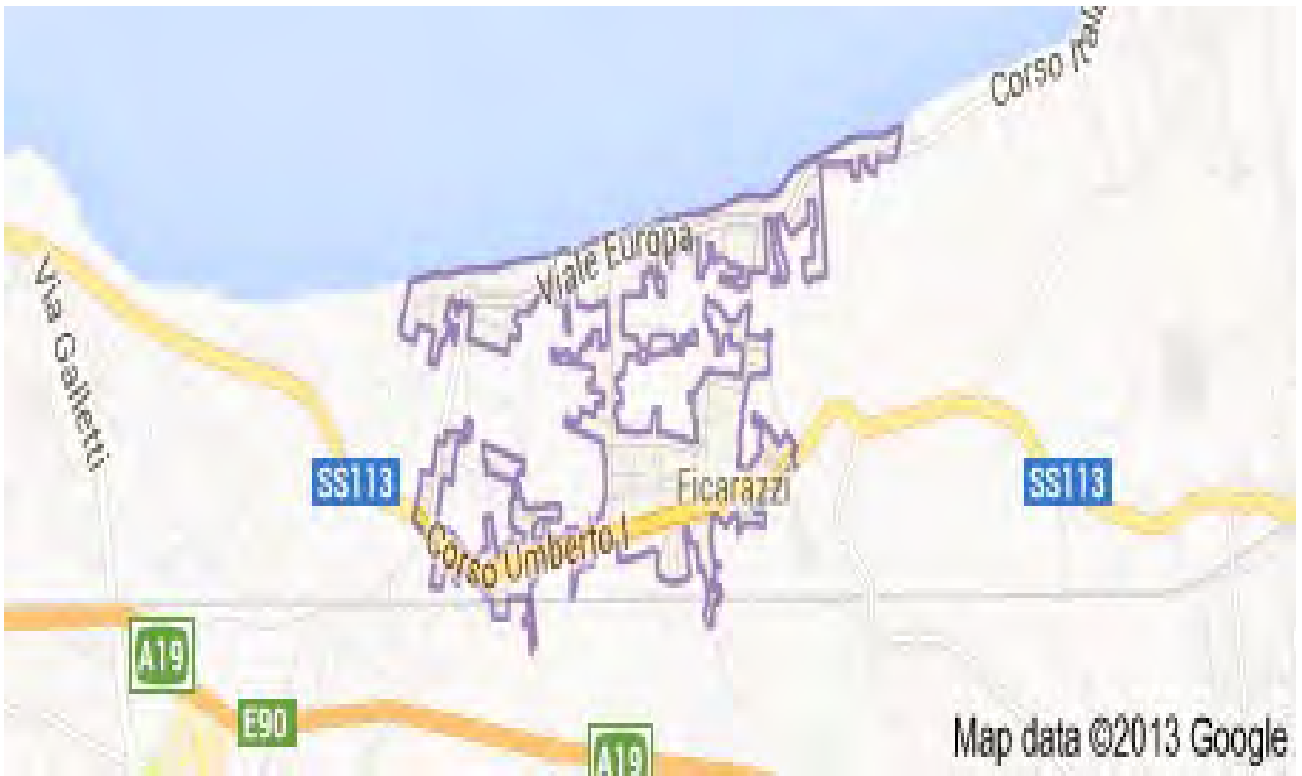 Corso Ital
Viale Europa
Via Galletti
SS113
Ficarazzi
SS113
Corso Umberto I
A19
E90
A19
Map data ©2013 Google